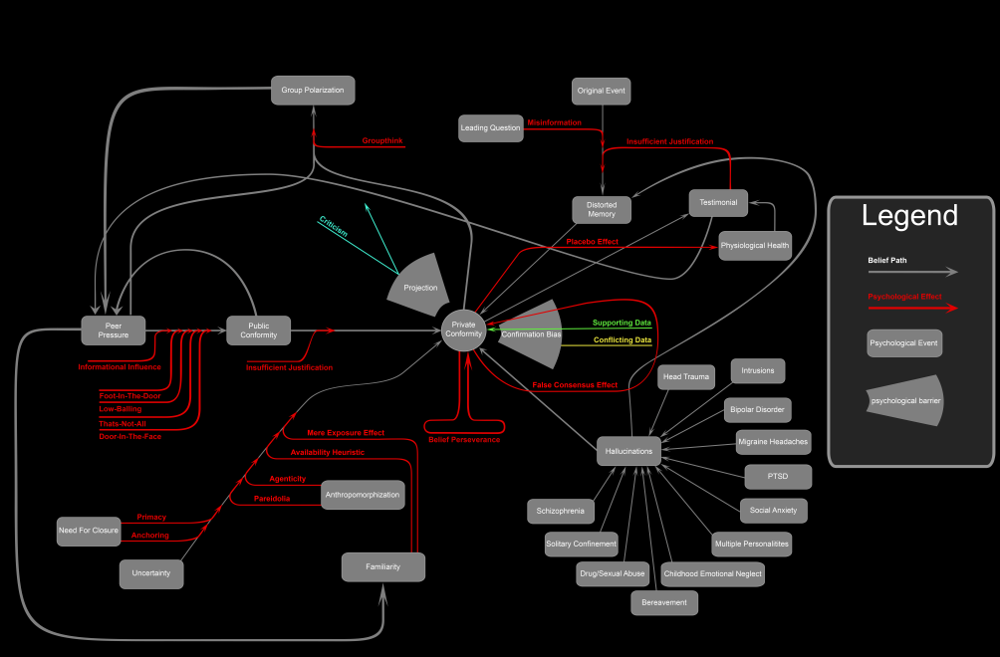 Group Polarization
Groupthink
Original Event
Leading Question
Misinformation
Insufficient Justification
Distorted
Memory
Testimonial
Physiological Health
Placebo Effect
Criticism
Projection
Peer
Pressure
Public
Conformity
Private
Conformity
Confirmation Bias
Supporting Data
Conflicting Data
Informational Influence
Insufficient Justification
Foot-In-The-Door
Low-Balling
Thats-Not-All
Door-In-The-Face
False Consensus Effect
Belief Perseverance
Mere Exposure Effect
Availability Heuristic
Agenticity
Pareidolia
Anthropomorphization
Primacy
Need For Closure
Anchoring
Uncertainty
Familiarity
Head Trauma
Intrusions
Bipolar Disorder
Migraine Headaches
Hallucinations
PTSD
Social Anxiety
Schizophrenia
Solitary Confinement
Multiple Personalitites
Drug/Sexual Abuse
Childhood Emotional Neglect
Bereavement
Legend
Belief Path
Psychological Effect
Psychological Event
psychological barrier